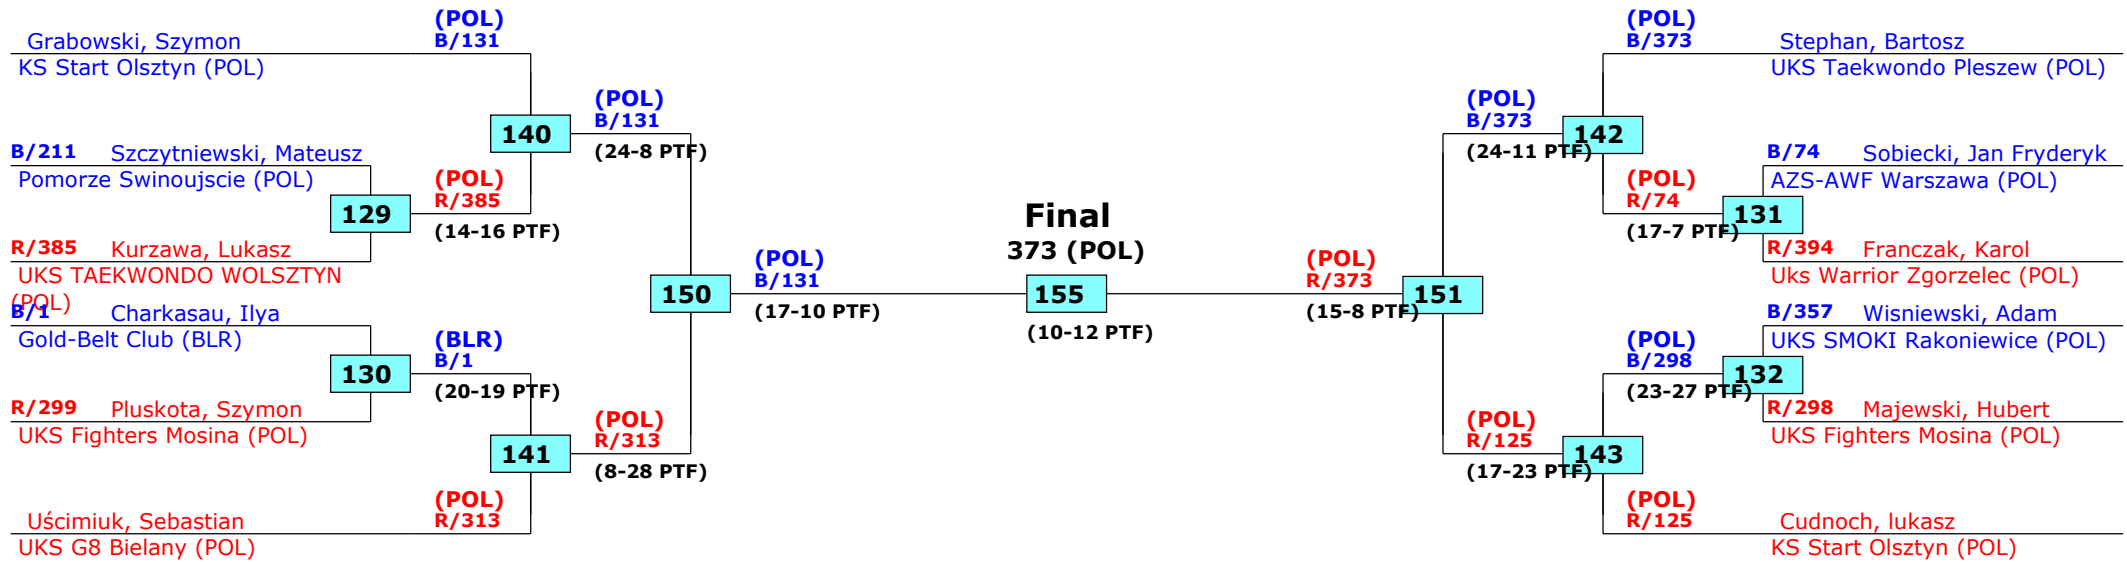 (POL)
Grabowski, Szymon B/131
KS Start Olsztyn (POL)
(POL)
B/131
140
(24-8 PTF)
B/211 Szczytniewski, Mateusz
Pomorze Swinoujscie (POL)
(POL)
R/385
129
(14-16 PTF)
R/385 Kurzawa, Lukasz
UKS TAEKWONDO WOLSZTYN
(POL)
(POL)
B/131
150
(17-10 PTF)
B/1 Charkasau, Ilya
Gold-Belt Club (BLR)
(BLR)
B/1
130
(20-19 PTF)
R/299 Pluskota, Szymon
UKS Fighters Mosina (POL)
(POL)
R/313
141
(8-28 PTF)
(POL)
Uścimiuk, Sebastian R/313
UKS G8 Bielany (POL)
Final
373 (POL)
155
(10-12 PTF)
(POL)
B/373 Stephan, Bartosz
UKS Taekwondo Pleszew (POL)
(POL)
B/373
142
(24-11 PTF)
B/74 Sobiecki, Jan Fryderyk
AZS-AWF Warszawa (POL)
(POL)
R/74
131
(17-7 PTF)
R/394 Franczak, Karol
Uks Warrior Zgorzelec (POL)
(POL)
R/373
151
(15-8 PTF)
B/357 Wisniewski, Adam
UKS SMOKI Rakoniewice (POL)
(POL)
B/298
132
(23-27 PTF)
R/298 Majewski, Hubert
UKS Fighters Mosina (POL)
(POL)
R/125
143
(17-23 PTF)
(POL)
R/125 Cudnoch, lukasz
KS Start Olsztyn (POL)